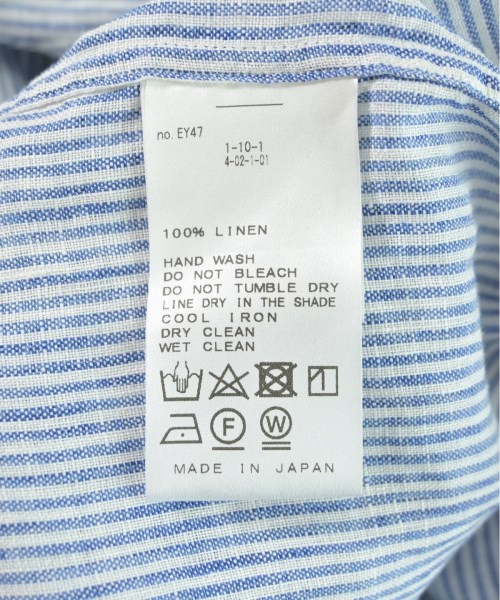 no. EY47
1-10-1
4-02-1-01
100% LINEN
HAND WASH
DO NOT BLEACH
DO NOT TUMBLE DRY
LINE DRY IN THE SHADE
COOL IRON
DRY CLEAN
WET CLEAN
F W
MADE IN JAPAN